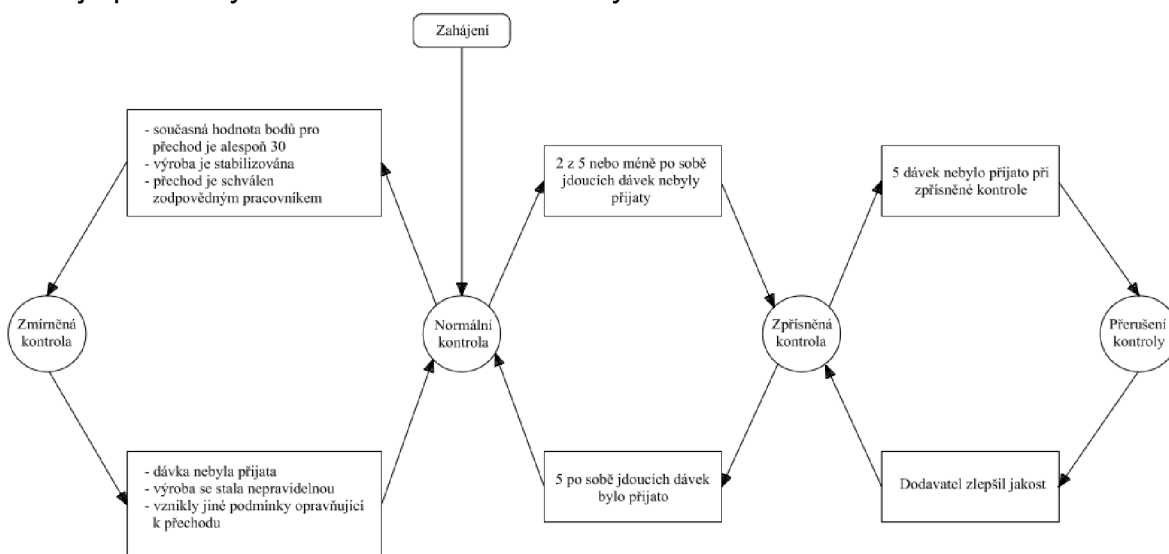 Zahájení
- současná hodnota bodů pro
přechod je alespoň 30
- výroba je stabilizována
- přechod je schválen
zodpovědným pracovníkem
2 z 5 nebo méně po sobě
jdoucích dávek nebyly
přijaty
5 dávek nebylo přijato při
zpřísněné kontrole
Zmírněná
kontrola
Normální
kontrola
Zpřísněná
kontrola
Přerušení
kontroly
- dávka nebyla přijata
- výroba se stala nepravidelnou
- vznikly jiné podmínky opravňující
k přechodu
5 po sobě jdoucích dávek
bylo přijato
Dodavatel zlepšil jakost